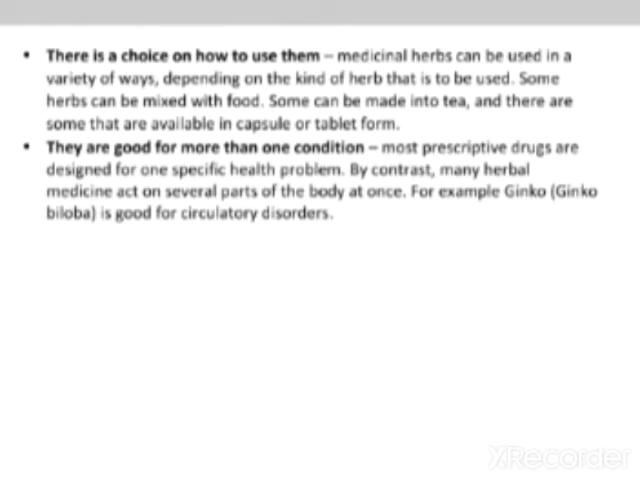 • There is a choice on how to use them – medicinal herbs can be used in a
variety of ways, depending on the kind of herb that is to be used. Some
herbs can be mixed with food. Some can be made into tea, and there are
some that are available in capsule or tablet form.
• They are good for more than one condition – most prescriptive drugs are
designed for one specific health problem. By contrast, many herbal
medicine act on several parts of the body at once. For example Ginko (Ginko
biloba) is good for circulatory disorders.
XRecorder